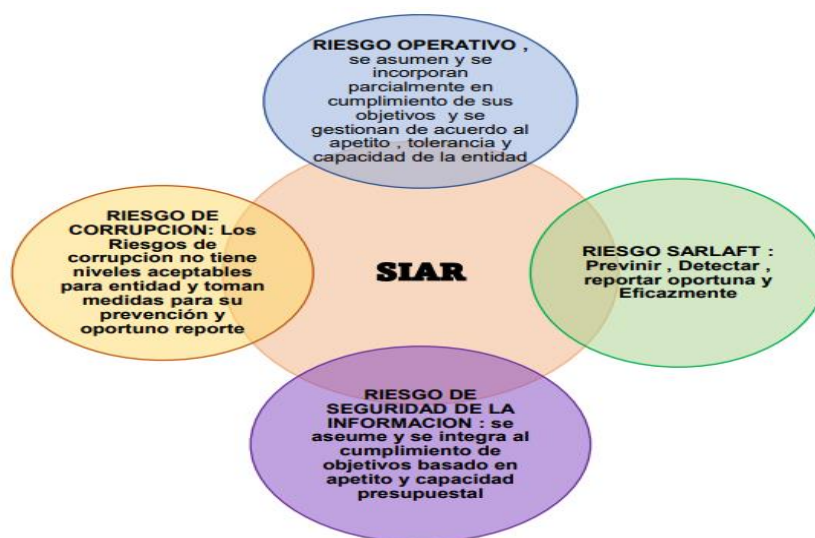 RIESGO OPERATIVO ,
se asumen y se
incorporan
parcialmente en
cumplimiento de sus
objetivos y se
gestionan de acuerdo al
apetito , tolerancia y
capacidad de la entidad
RIESGO DE
CORRUPCION: Los
Riesgos de
corrupción no tiene
niveles aceptables
para entidad y toman
medidas para su
prevención y
oportuno reporte
SIAR
RIESGO SARLAFT :
Previnir , Detectar ,
reportar oportuna y
Eficazmente
RIESGO DE
SEGURIDAD DE LA
INFORMACION : se
aseume y se integra al
cumplimiento de
objetivos basado en
apetito y capacidad
presupuestal